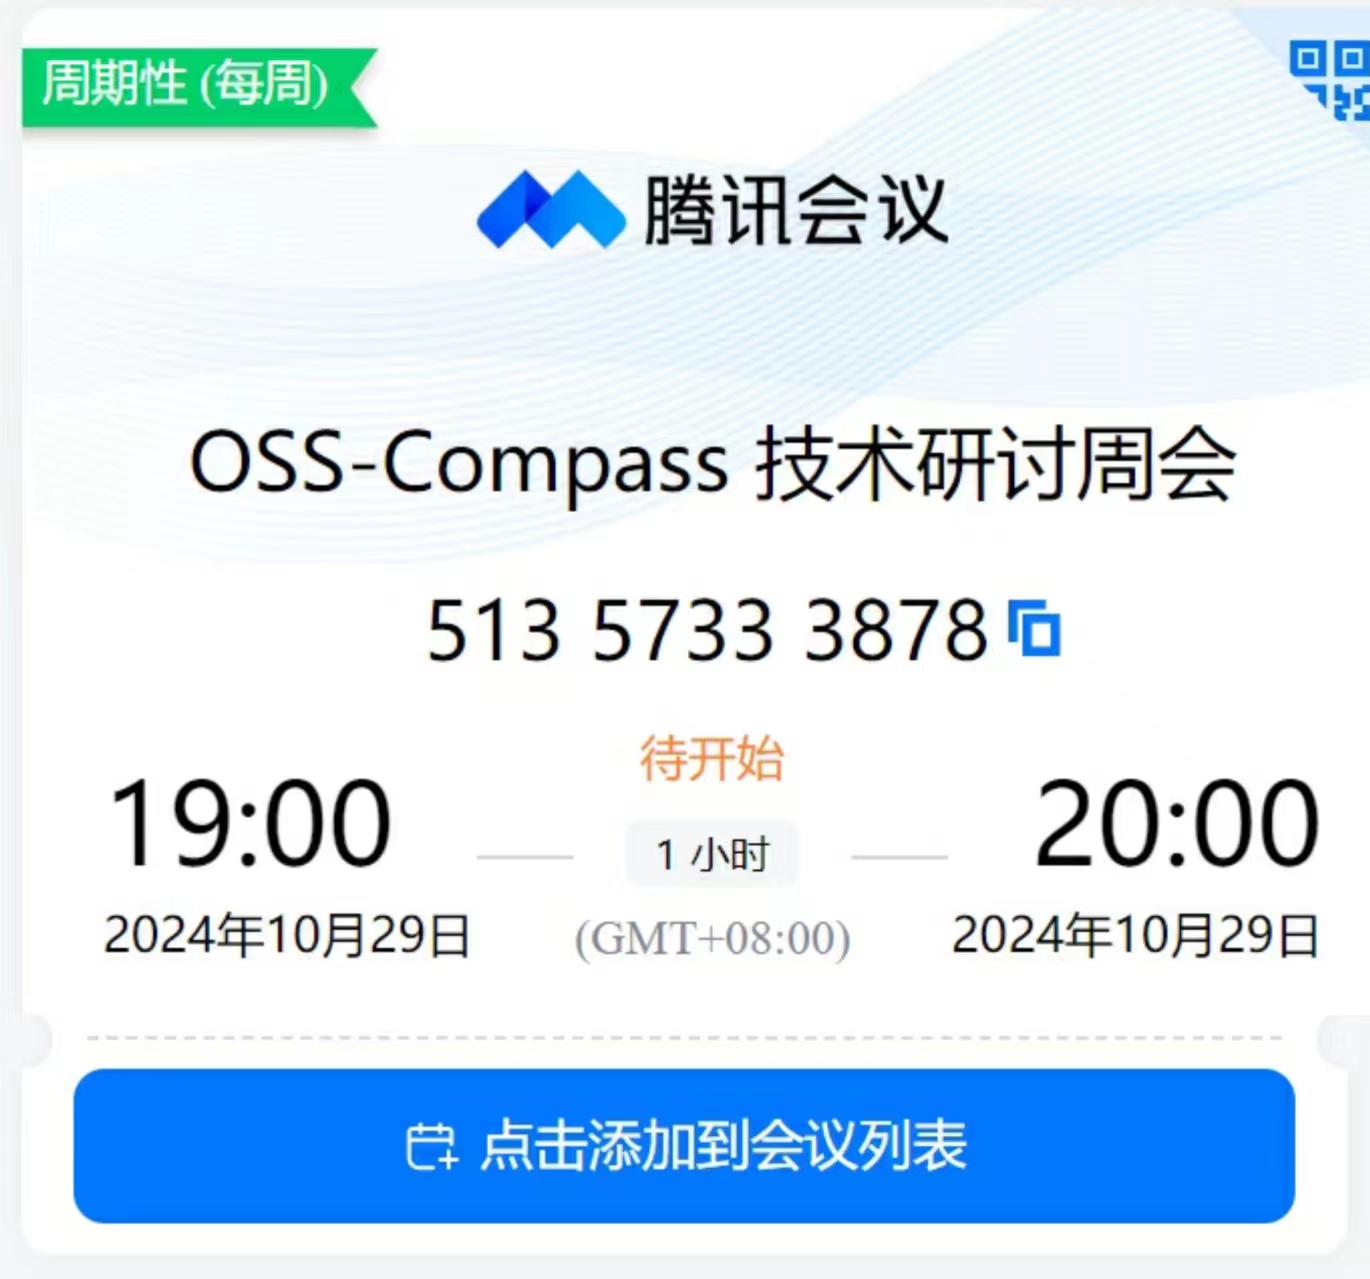 周期性 (每周)
腾讯会议
OSS-Compass 技术研讨周会
513 5733 3878
待开始
19:00
1 小时
20:00
2024年10月29日
(GMT+08:00)
2024年10月29日
点击添加到会议列表